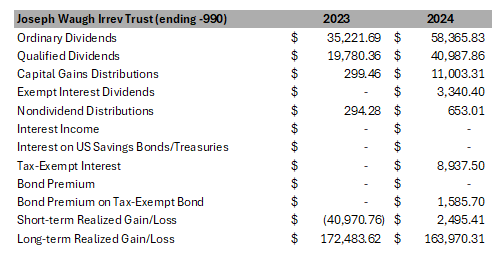 Joseph Waugh Irrev Trust (ending -990) 2023 2024
Ordinary Dividends $ 35,221.69 $ 58,365.83
Qualified Dividends $ 19,780.36 $ 40,987.86
Capital Gains Distributions $ 299.46 $ 11,003.31
Exempt Interest Dividends $ - $ 3,340.40
Nondividend Distributions $ 294.28 $ 653.01
Interest Income $ - $ -
Interest on US Savings Bonds/Treasuries $ - $ -
Tax-Exempt Interest $ - $ 8,937.50
Bond Premium $ - $ -
Bond Premium on Tax-Exempt Bond $ - $ 1,585.70
Short-term Realized Gain/Loss $ (40,970.76) $ 2,495.41
Long-term Realized Gain/Loss $ 172,483.62 $ 163,970.31